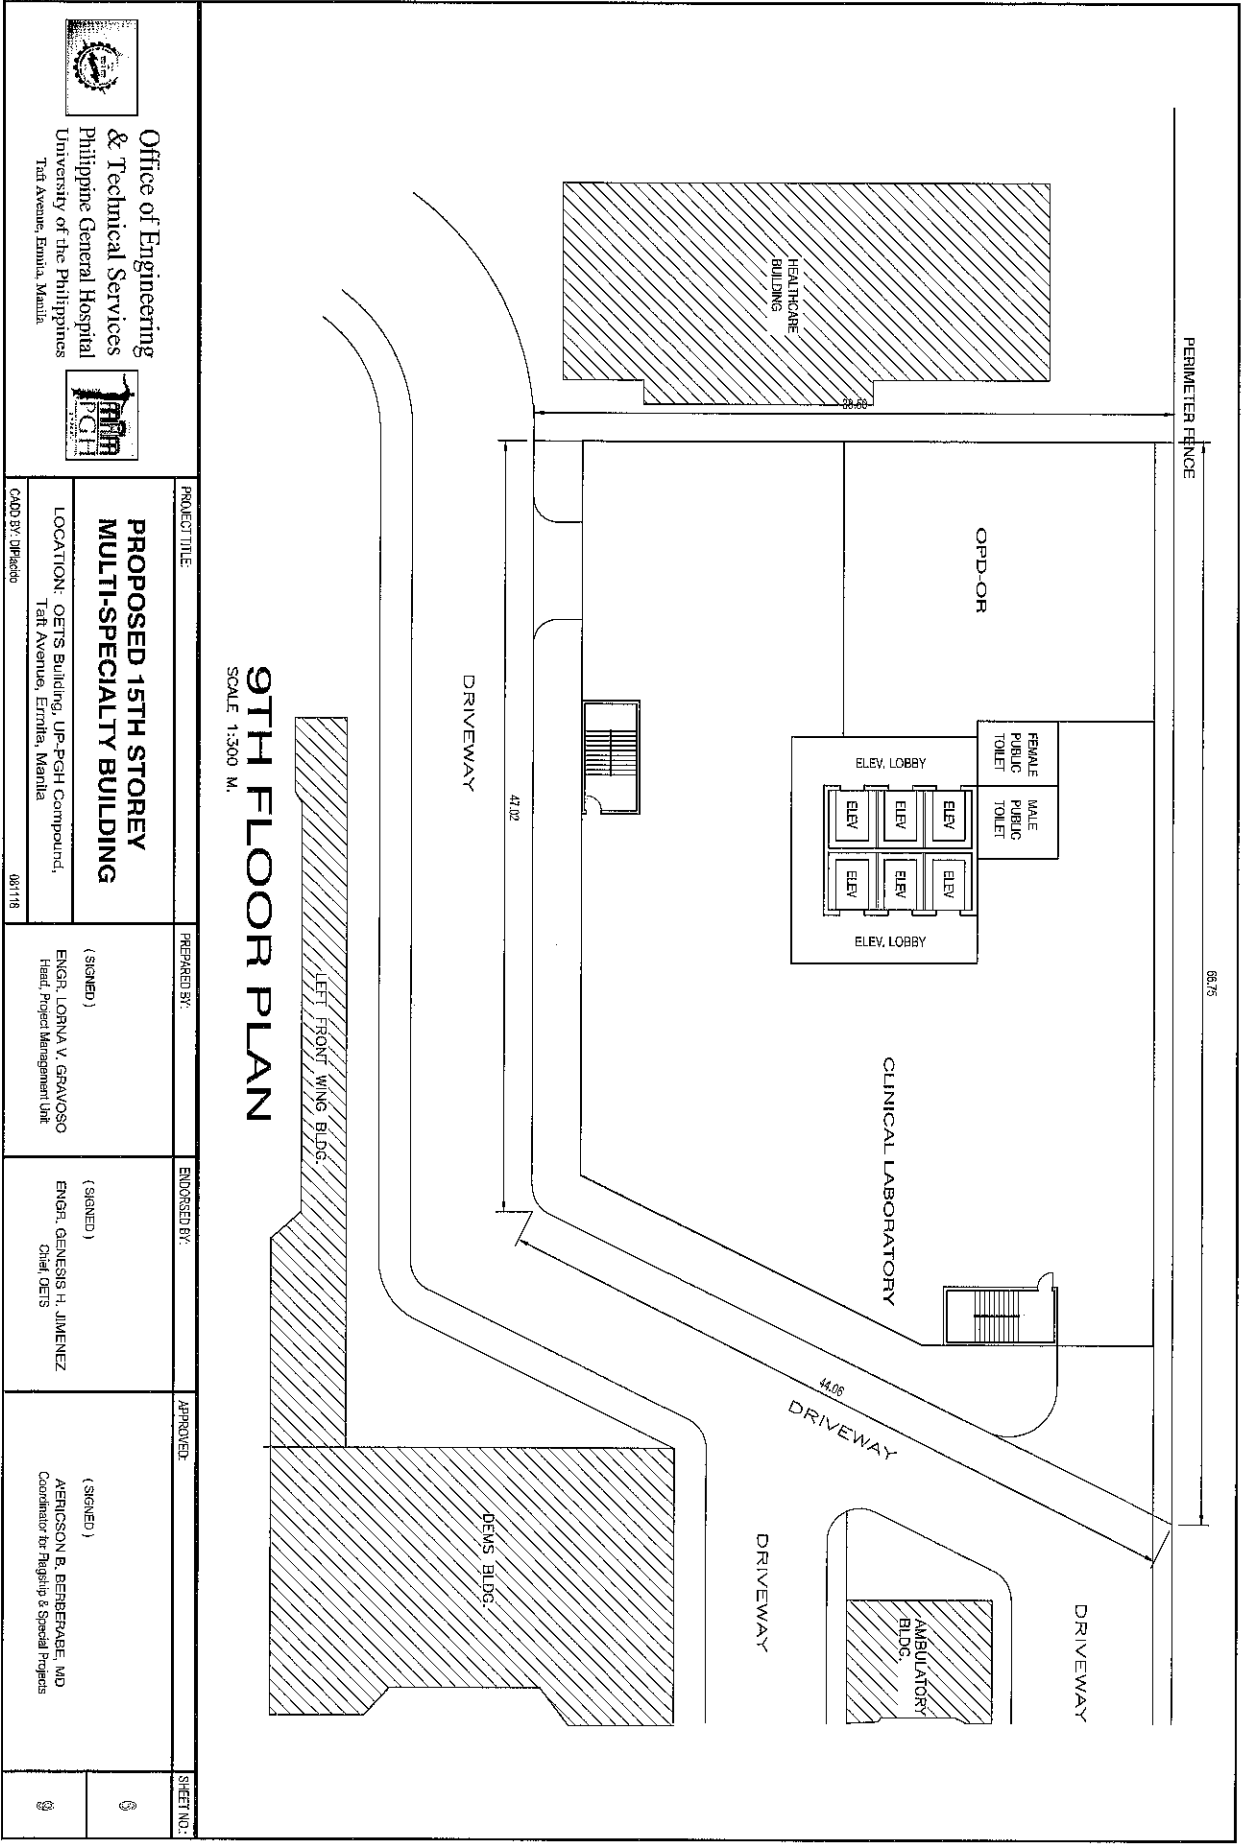 PERIMETER FENCE
66.75
38.60
HEALTHCARE
BUILDING
OPD-OR
FEMALE
PUBLIC
TOILET
MALE
PUBLIC
TOILET
ELEV. LOBBY
ELEV
ELEV
ELEV
ELEV
ELEV
ELEV
ELEV. LOBBY
CLINICAL LABORATORY
44.06
DRIVEWAY
DRIVEWAY
DRIVEWAY
AMBULATORY
BLDG.
DRIVEWAY
47.02
LEFT FRONT WING BLDG.
DEMS BLDG.
9TH FLOOR PLAN
SCALE 1:300 M.
Office of Engineering
& Technical Services
Philippine General Hospital
University of the Philippines
Taft Avenue, Ermita, Manila
PGH
PROJECT TITLE:
PROPOSED 15TH STOREY
MULTI-SPECIALTY BUILDING
LOCATION: OETS Building, UP-PGH Compound,
Taft Avenue, Ermita, Manila
CADD BY: DIPlacido
081118
PREPARED BY:
( SIGNED )
ENGR. LORNA V. GRAVOSO
Head, Project Management Unit
ENDORSED BY:
( SIGNED )
ENGR. GENESIS H. JIMENEZ
Chief, OETS
APPROVED:
( SIGNED )
A'ERICSON B. BERBERABE, MD
Coordinator for Flagship & Special Projects
SHEET NO.: